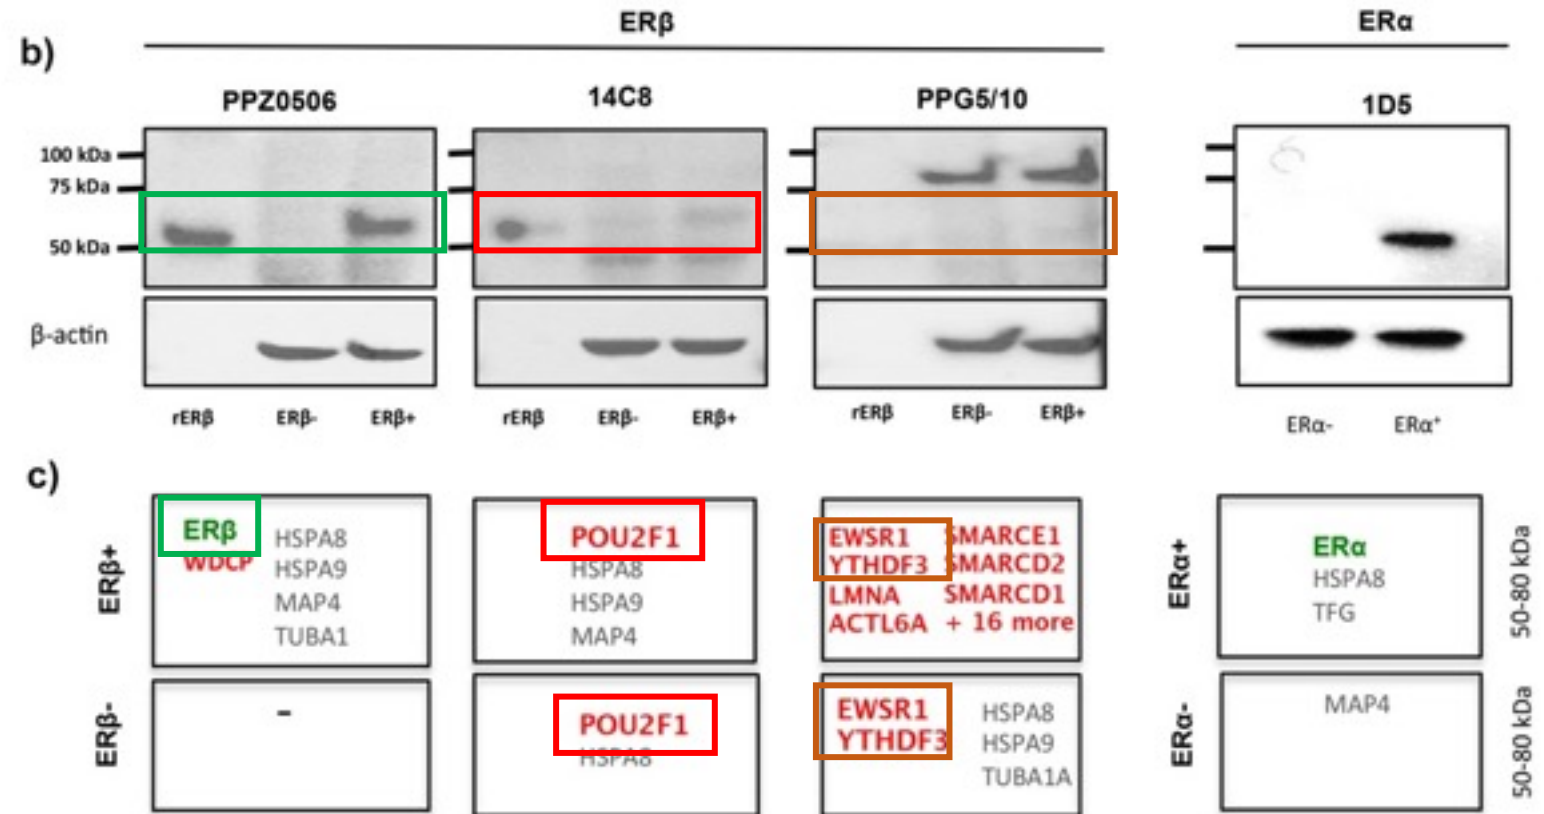 ERβ ERα
b)
PPZ0506 14C8 PPG5/10 1D5
100 kDa
75 kDa
50 kDa
β-actin
rERβ ERβ- ERβ+ rERβ ERβ- ERβ+ rERβ ERβ- ERβ+ ERα- ERα+
c)
ERβ+
ERβ
WDCP
HSPA8
HSPA9
MAP4
TUBA1
POU2F1
HSPA8
HSPA9
MAP4
EWSR1 SMARCE1
YTHDF3 SMARCD2
LMNA SMARCD1
ACTL6A + 16 more
ERα+
ERα
HSPA8
TFG
50-80 kDa
ERβ-
–
POU2F1
HSPA8
EWSR1
YTHDF3
HSPA8
HSPA9
TUBA1A
ERα-
MAP4
50-80 kDa